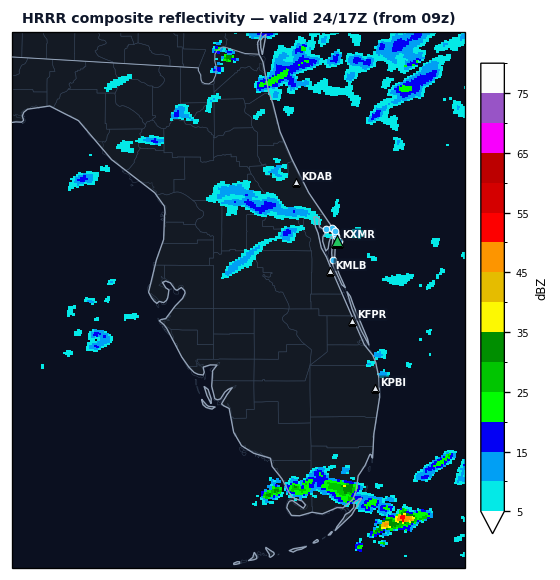 HRRR composite reflectivity — valid 24/17Z (from 09z)
KDAB
KXMR
KMLB
KFPR
KPBI
75
65
55
45
35
25
15
5
dBZ